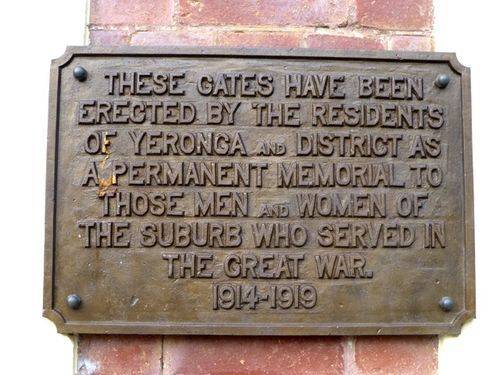 THESE GATES HAVE BEEN
ERECTED BY THE RESIDENTS
OF YERONGA AND DISTRICT AS
A PERMANENT MEMORIAL TO
THOSE MEN AND WOMEN OF
THE SUBURB WHO SERVED IN
THE GREAT WAR.
1914-1919